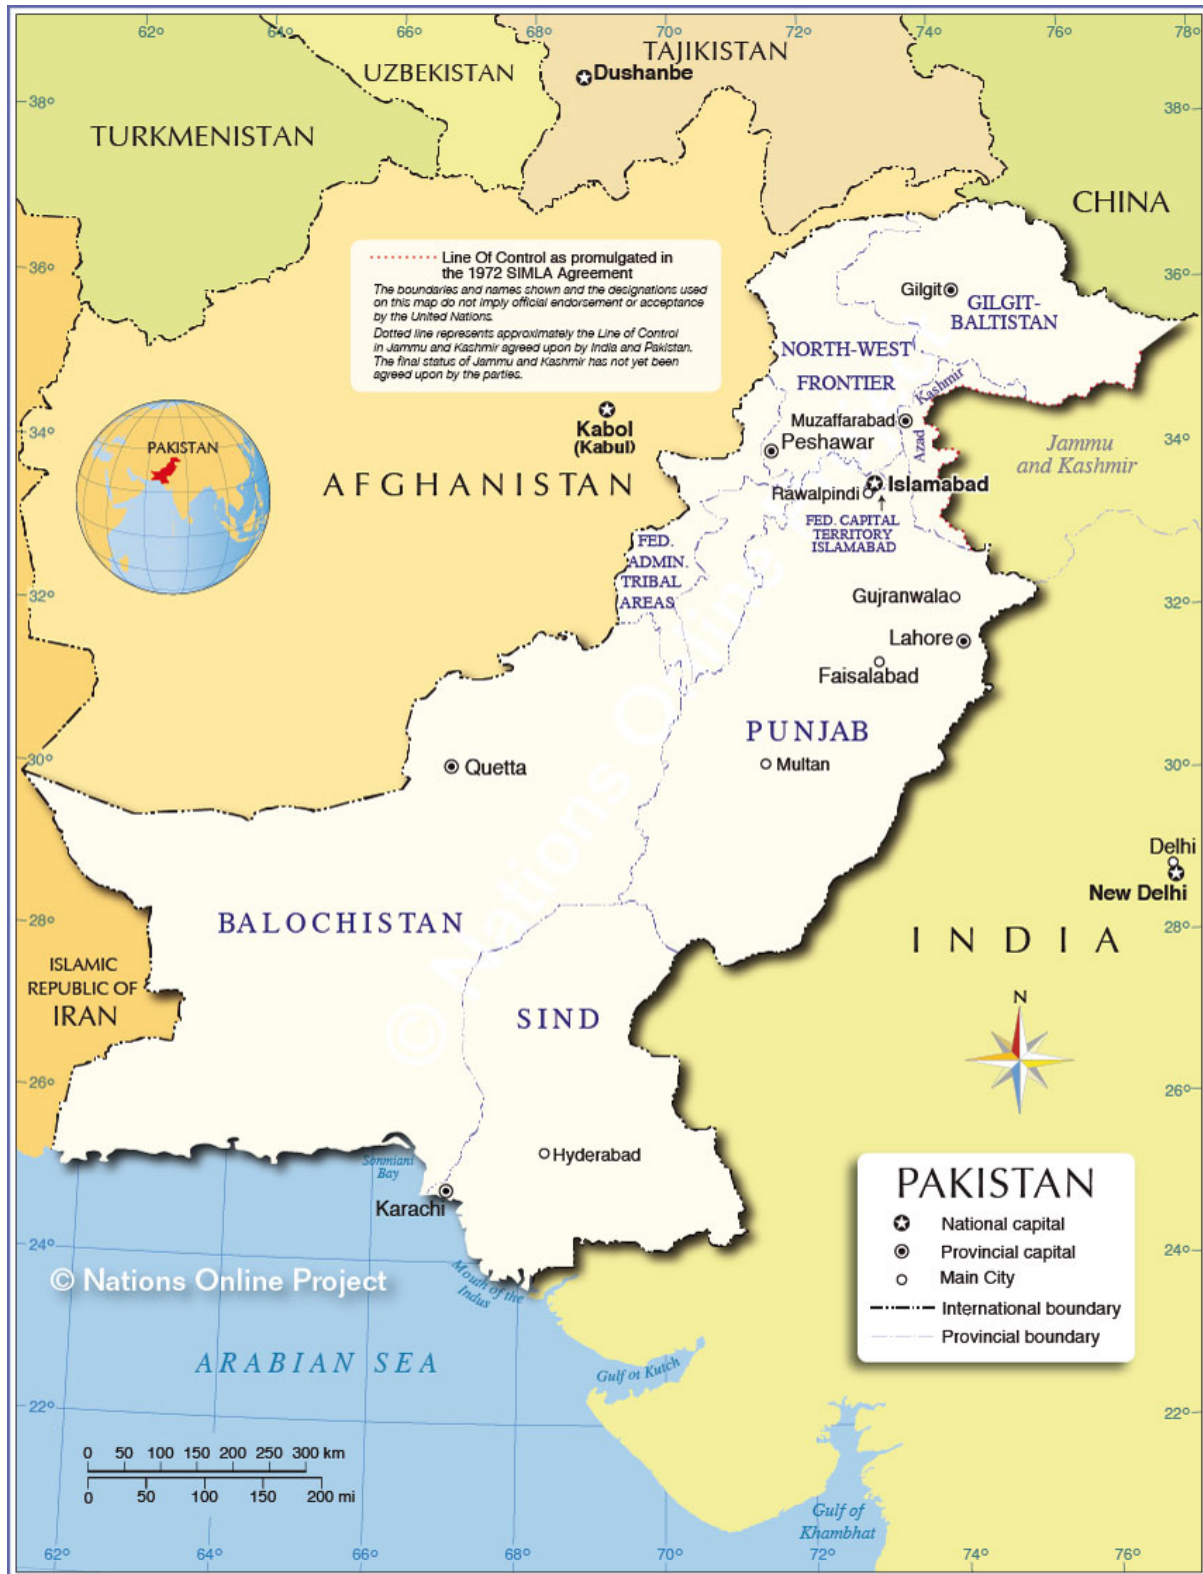 62°
64°
66°
68°
70°
72°
74°
76°
78°
TAJIKISTAN
UZBEKISTAN
Dushanbe
38°
38°
TURKMENISTAN
CHINA
Line Of Control as promulgated in
the 1972 SIMLA Agreement
The boundaries and names shown and the designations used
on this map do not imply official endorsement or acceptance
by the United Nations.
Dotted line represents approximately the Line of Control
in Jammu and Kashmir agreed upon by India and Pakistan.
The final status of Jammu and Kashmir has not yet been
agreed upon by the parties.
36°
36°
Gilgit
GILGIT-
BALTISTAN
NORTH-WEST
FRONTIER
Kashmir
Azad
Muzaffarabad
Peshawar
Kabol
(Kabul)
34°
34°
PAKISTAN
Jammu
and Kashmir
AFGHANISTAN
Islamabad
Rawalpindi
FED. CAPITAL
TERRITORY
ISLAMABAD
FED.
ADMIN.
TRIBAL
AREAS
32°
32°
Gujranwala
Lahore
Faisalabad
PUNJAB
Multan
30°
30°
Quetta
Delhi
New Delhi
BALOCHISTAN
28°
28°
INDIA
ISLAMIC
REPUBLIC OF
IRAN
SIND
N
26°
26°
Hyderabad
Sonmiani
Bay
Karachi
PAKISTAN
National capital
Provincial capital
Main City
International boundary
Provincial boundary
24°
24°
© Nations Online Project
Mouth of the
Indus
ARABIAN SEA
Gulf of Kutch
22°
22°
0 50 100 150 200 250 300 km
0 50 100 150 200 mi
Gulf of
Khambhat
62°
64°
66°
68°
70°
72°
74°
76°
© Nations Online